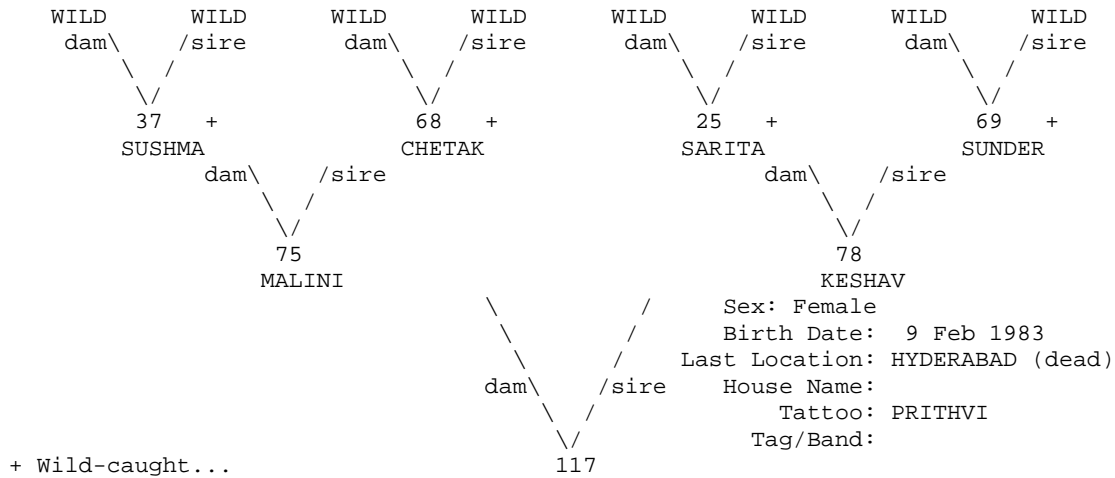 WILD WILD WILD WILD WILD WILD WILD WILD
dam\ /sire dam\ /sire dam\ /sire dam\ /sire
\ / \ / \ / \ /
\/ \/ \/ \/
37 + 68 + 25 + 69 +
SUSHMA CHETAK SARITA SUNDER
dam\ /sire dam\ /sire
\ / \ /
\/ \/
75 78
MALINI KESHAV
\ / Sex: Female
\ / Birth Date: 9 Feb 1983
\ / Last Location: HYDERABAD (dead)
dam\ /sire House Name:
\ / Tattoo: PRITHVI
\/ Tag/Band:
+ Wild-caught... 117